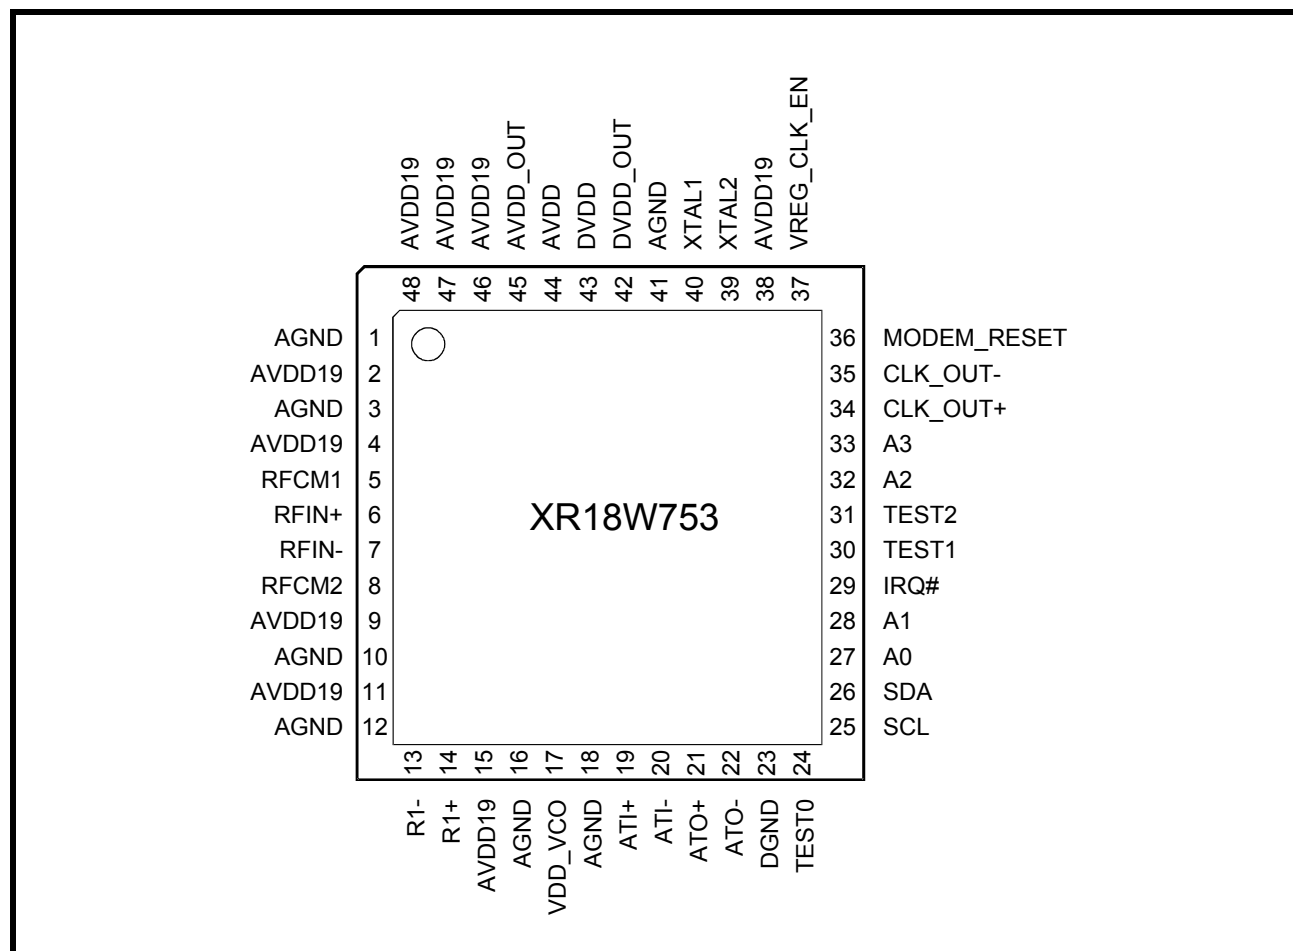 AVDD19
AVDD19
AVDD19
AVDD_OUT
AVDD
DVDD
DVDD_OUT
AGND
XTAL1
XTAL2
AVDD19
VREG_CLK_EN
48
47
46
45
44
43
42
41
40
39
38
37
AGND 1
AVDD19 2
AGND 3
AVDD19 4
RFCM1 5
RFIN+ 6
RFIN- 7
RFCM2 8
AVDD19 9
AGND 10
AVDD19 11
AGND 12
XR18W753
36 MODEM_RESET
35 CLK_OUT-
34 CLK_OUT+
33 A3
32 A2
31 TEST2
30 TEST1
29 IRQ#
28 A1
27 A0
26 SDA
25 SCL
13
14
15
16
17
18
19
20
21
22
23
24
R1-
R1+
AVDD19
AGND
VDD_VCO
AGND
ATI+
ATI-
ATO+
ATO-
DGND
TEST0